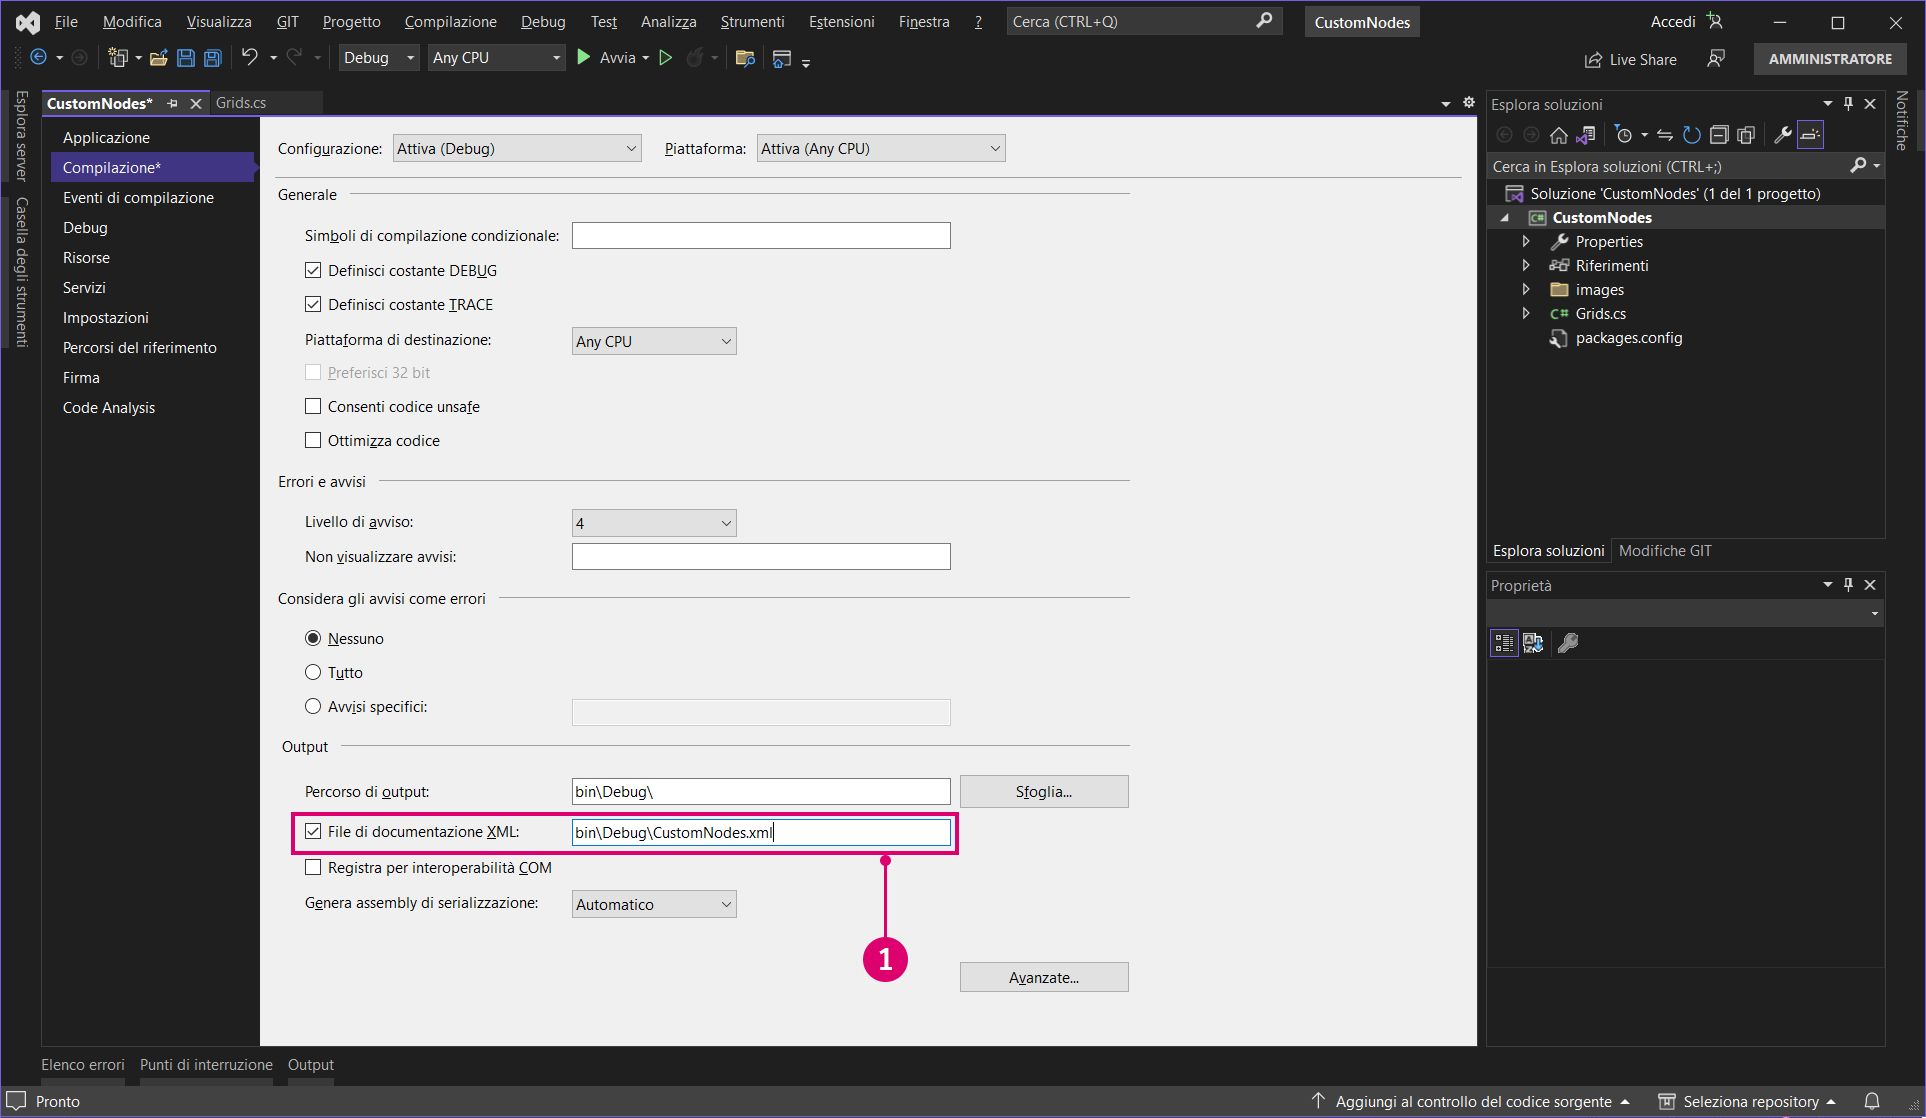 File Modifica Visualizza GIT Progetto Compilazione Debug Test Analizza Strumenti Estensioni Finestra ? Cerca (CTRL+Q) CustomNodes Accedi
Debug Any CPU Avvia Live Share AMMINISTRATORE
Esplora server
Casella degli strumenti
CustomNodes* Grids.cs
Applicazione
Compilazione*
Eventi di compilazione
Debug
Risorse
Servizi
Impostazioni
Percorsi del riferimento
Firma
Code Analysis
Configurazione: Attiva (Debug) Piattaforma: Attiva (Any CPU)
Generale
Simboli di compilazione condizionale:
Definisci costante DEBUG
Definisci costante TRACE
Piattaforma di destinazione: Any CPU
Preferisci 32 bit
Consenti codice unsafe
Ottimizza codice
Errori e avvisi
Livello di avviso: 4
Non visualizzare avvisi:
Considera gli avvisi come errori
Nessuno
Tutto
Avvisi specifici:
Output
Percorso di output: bin\Debug\ Sfoglia...
File di documentazione XML: bin\Debug\CustomNodes.xml
Registra per interoperabilità COM
Genera assembly di serializzazione: Automatico
1
Avanzate...
Esplora soluzioni
Cerca in Esplora soluzioni (CTRL+;)
Soluzione 'CustomNodes' (1 del 1 progetto)
C# CustomNodes
Properties
Riferimenti
images
C# Grids.cs
packages.config
Esplora soluzioni Modifiche GIT
Proprietà
Notifiche
Elenco errori Punti di interruzione Output
Pronto Aggiungi al controllo del codice sorgente Seleziona repository